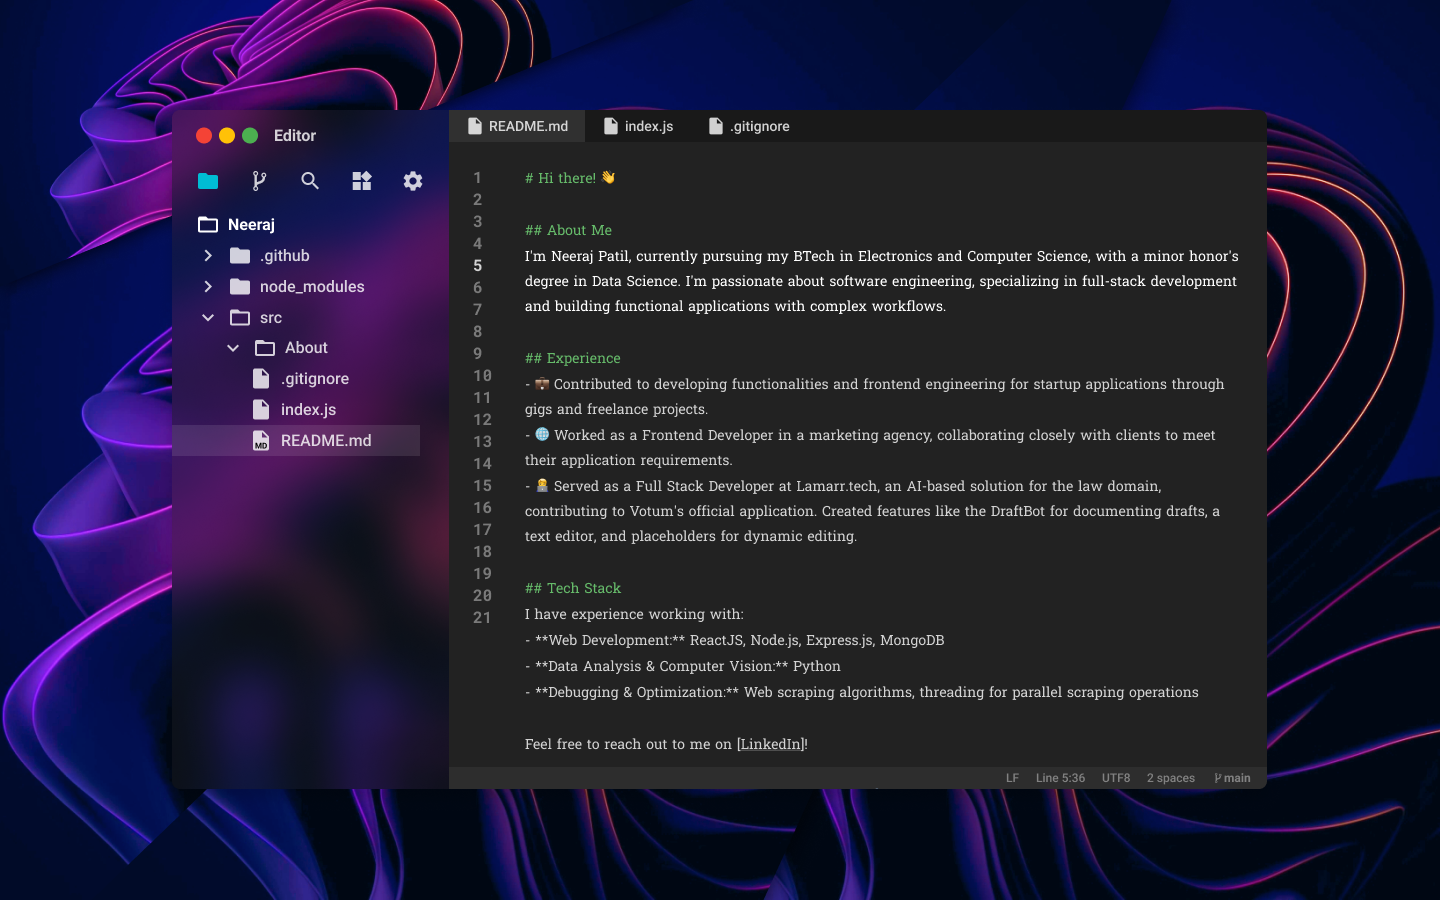 Editor
Neeraj
.github
node_modules
src
About
.gitignore
index.js
README.md
README.md
index.js
.gitignore
1
2
3
4
5
6
7
8
9
10
11
12
13
14
15
16
17
18
19
20
21
# Hi there! 👋
## About Me
I'm Neeraj Patil, currently pursuing my BTech in Electronics and Computer Science, with a minor honor's
degree in Data Science. I'm passionate about software engineering, specializing in full-stack development
and building functional applications with complex workflows.
## Experience
- 💼 Contributed to developing functionalities and frontend engineering for startup applications through
gigs and freelance projects.
- 🌐 Worked as a Frontend Developer in a marketing agency, collaborating closely with clients to meet
their application requirements.
- 👨‍💻 Served as a Full Stack Developer at Lamarr.tech, an AI-based solution for the law domain,
contributing to Votum's official application. Created features like the DraftBot for documenting drafts, a
text editor, and placeholders for dynamic editing.
## Tech Stack
I have experience working with:
- **Web Development:** ReactJS, Node.js, Express.js, MongoDB
- **Data Analysis & Computer Vision:** Python
- **Debugging & Optimization:** Web scraping algorithms, threading for parallel scraping operations
Feel free to reach out to me on [LinkedIn]!
LF Line 5:36 UTF8 2 spaces main